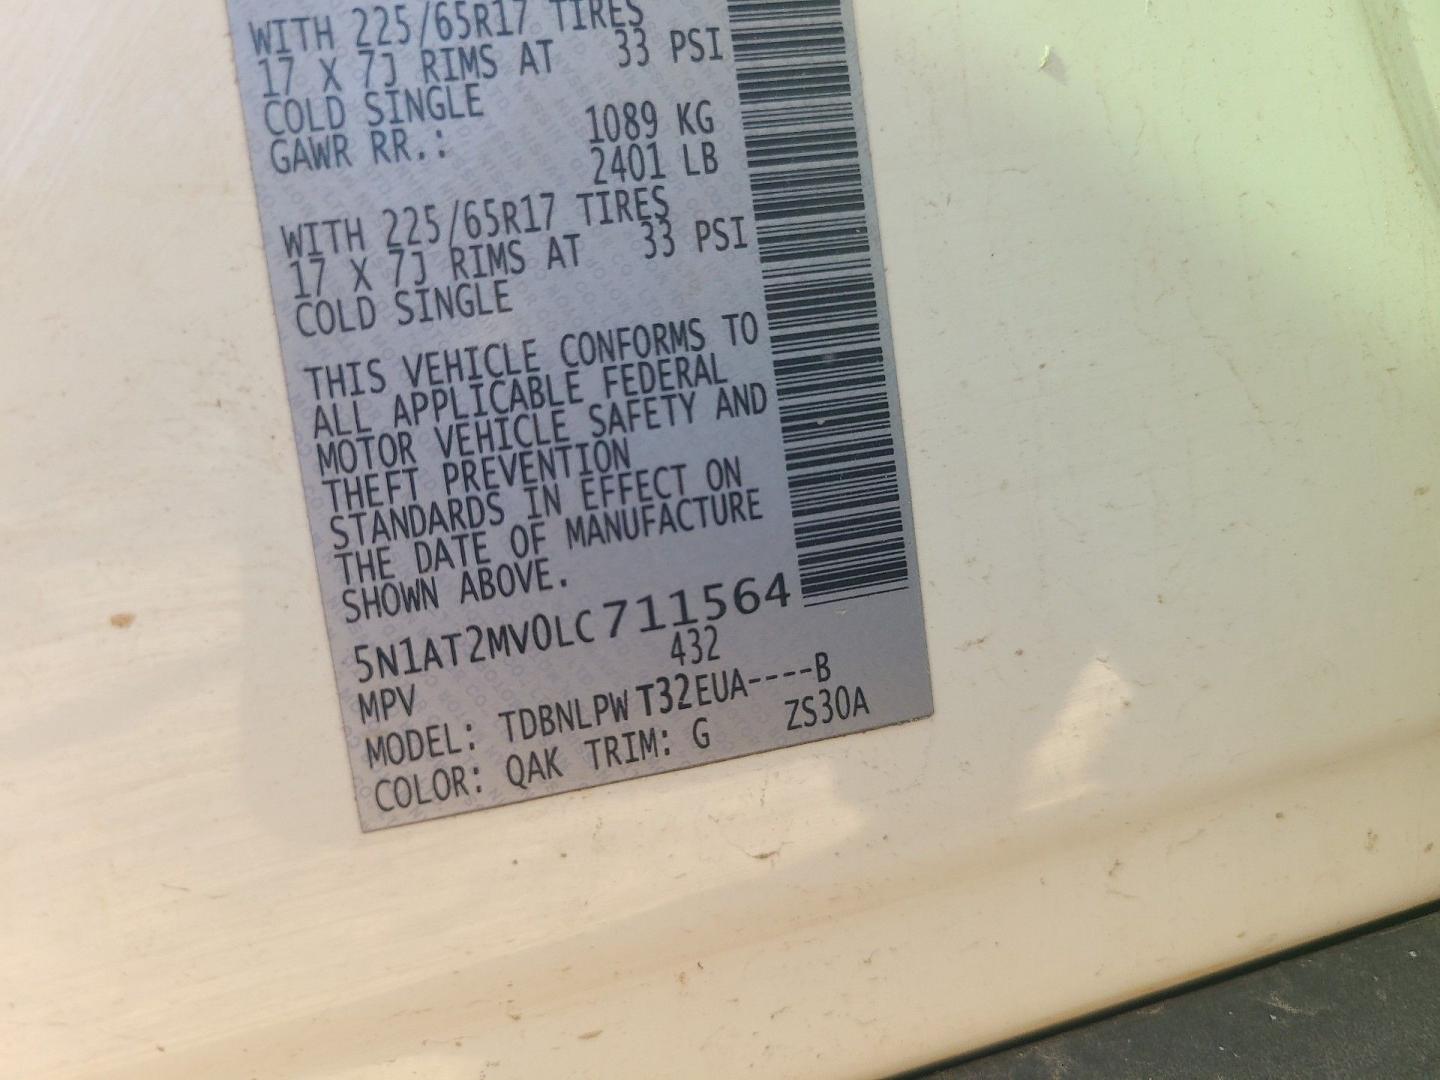 WITH 225/65R17 TIRES
17 X 7J RIMS AT 33 PSI
COLD SINGLE
GAWR RR.: 1089 KG
2401 LB
WITH 225/65R17 TIRES
17 X 7J RIMS AT 33 PSI
COLD SINGLE
THIS VEHICLE CONFORMS TO
ALL APPLICABLE FEDERAL
MOTOR VEHICLE SAFETY AND
THEFT PREVENTION
STANDARDS IN EFFECT ON
THE DATE OF MANUFACTURE
SHOWN ABOVE.
5N1AT2MV0LC711564
MPV 432
MODEL: TDBNLPW T32EUA----B
COLOR: QAK TRIM: G ZS30A